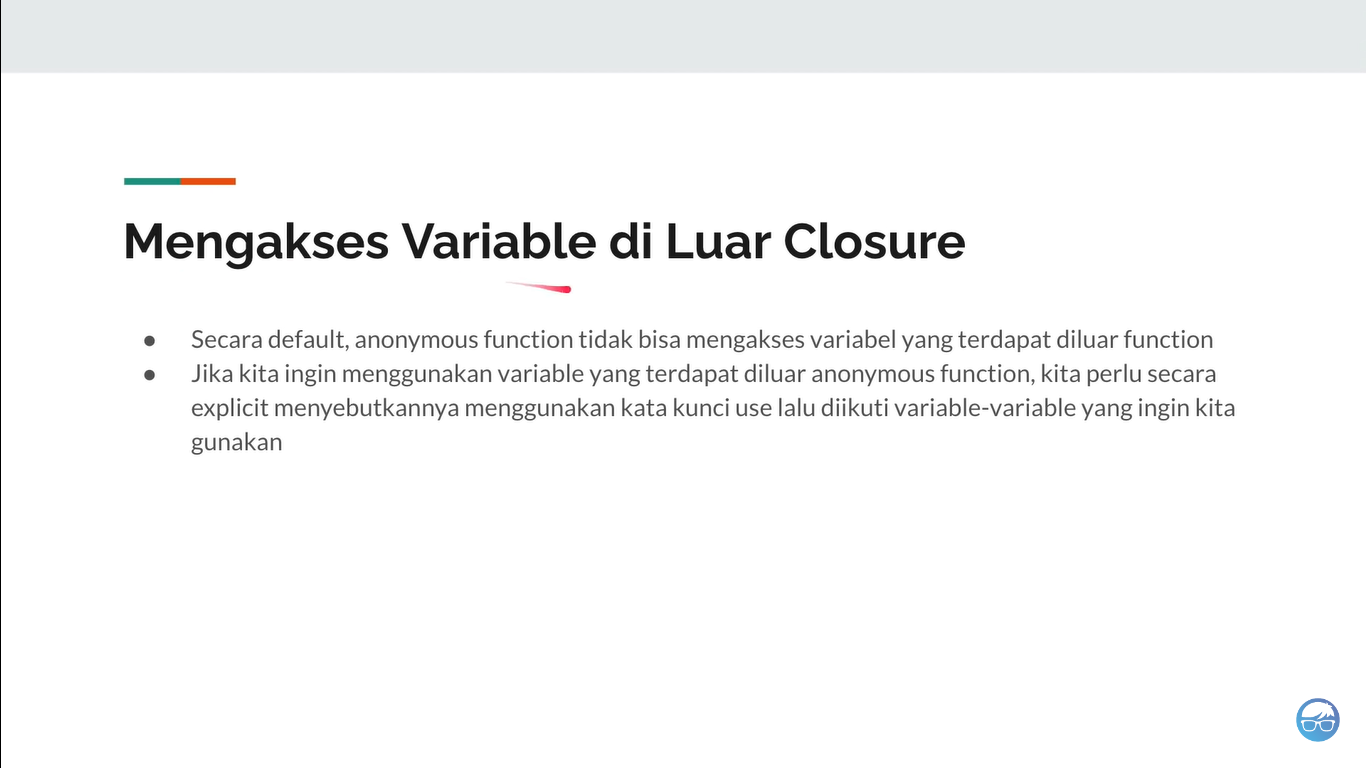 Mengakses Variable di Luar Closure
● Secara default, anonymous function tidak bisa mengakses variabel yang terdapat diluar function
● Jika kita ingin menggunakan variable yang terdapat diluar anonymous function, kita perlu secara
explicit menyebutkannya menggunakan kata kunci use lalu diikuti variable-variable yang ingin kita
gunakan